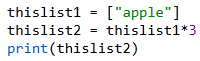 thislist1 = ["apple"]
thislist2 = thislist1*3
print(thislist2)